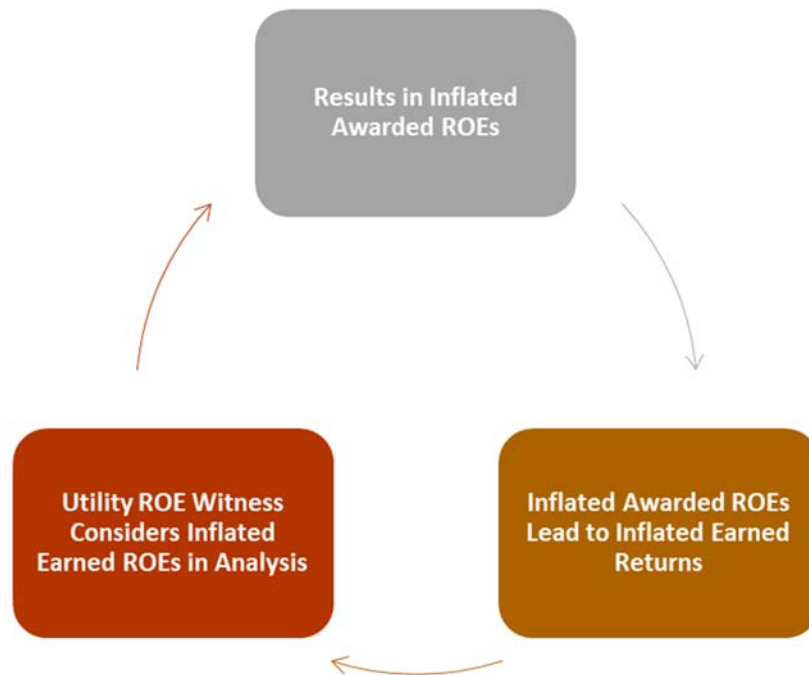 Results in Inflated
Awarded ROEs
Utility ROE Witness
Considers Inflated
Earned ROEs in Analysis
Inflated Awarded ROEs
Lead to Inflated Earned
Returns